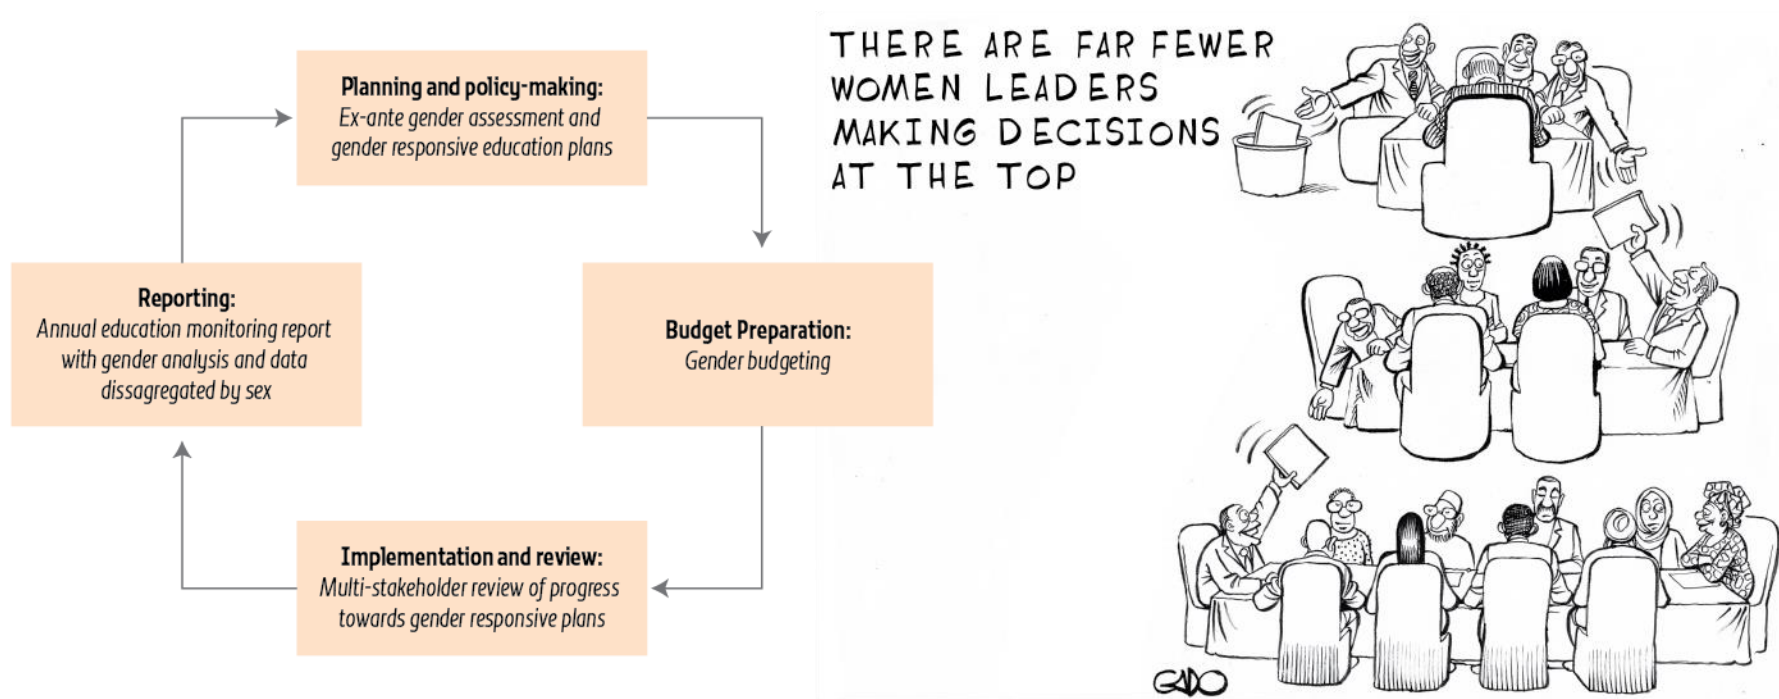 Planning and policy-making:
Ex-ante gender assessment and
gender responsive education plans
Budget Preparation:
Gender budgeting
Implementation and review:
Multi-stakeholder review of progress
towards gender responsive plans
Reporting:
Annual education monitoring report
with gender analysis and data
dissagregated by sex
THERE ARE FAR FEWER
WOMEN LEADERS
MAKING DECISIONS
AT THE TOP
GADO